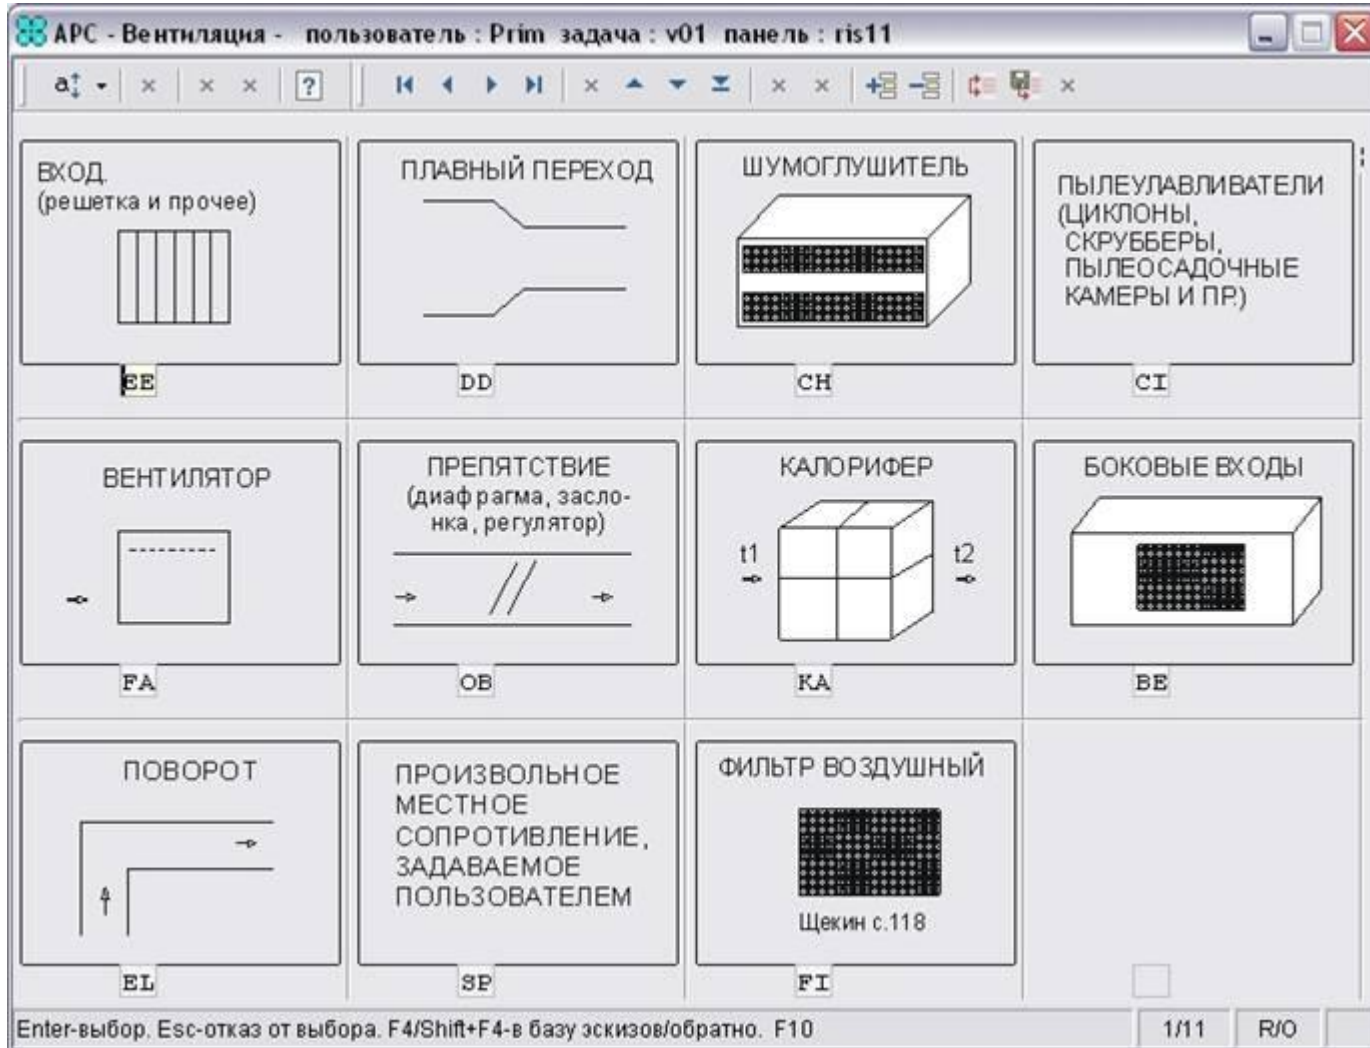 АРС - Вентиляция - пользователь : Prim задача : v01 панель : ris11
a
?
ВХОД
(решетка и прочее)
EE
ПЛАВНЫЙ ПЕРЕХОД
DD
ШУМОГЛУШИТЕЛЬ
CH
ПЫЛЕУЛАВЛИВАТЕЛИ
(ЦИКЛОНЫ,
СКРУББЕРЫ,
ПЫЛЕОСАДОЧНЫЕ
КАМЕРЫ И ПР.)
CI
ВЕНТИЛЯТОР
FA
ПРЕПЯТСТВИЕ
(диафрагма, засло-
нка, регулятор)
OB
КАЛОРИФЕР
t1
t2
KA
БОКОВЫЕ ВХОДЫ
BE
ПОВОРОТ
EL
ПРОИЗВОЛЬНОЕ
МЕСТНОЕ
СОПРОТИВЛЕНИЕ,
ЗАДАВАЕМОЕ
ПОЛЬЗОВАТЕЛЕМ
SP
ФИЛЬТР ВОЗДУШНЫЙ
Щекин с.118
FI
Enter-выбор. Esc-отказ от выбора. F4/Shift+F4-в базу эскизов/обратно. F10
1/11
R/O